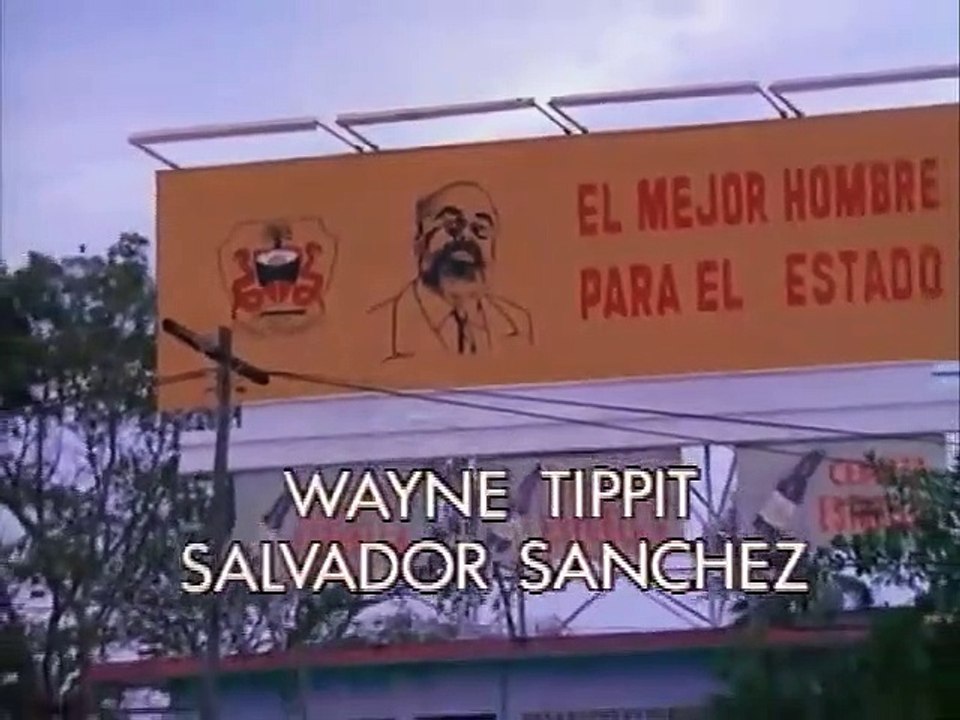 EL MEJOR HOMBRE
PARA EL ESTADO
WAYNE TIPPIT
SALVADOR SANCHEZ